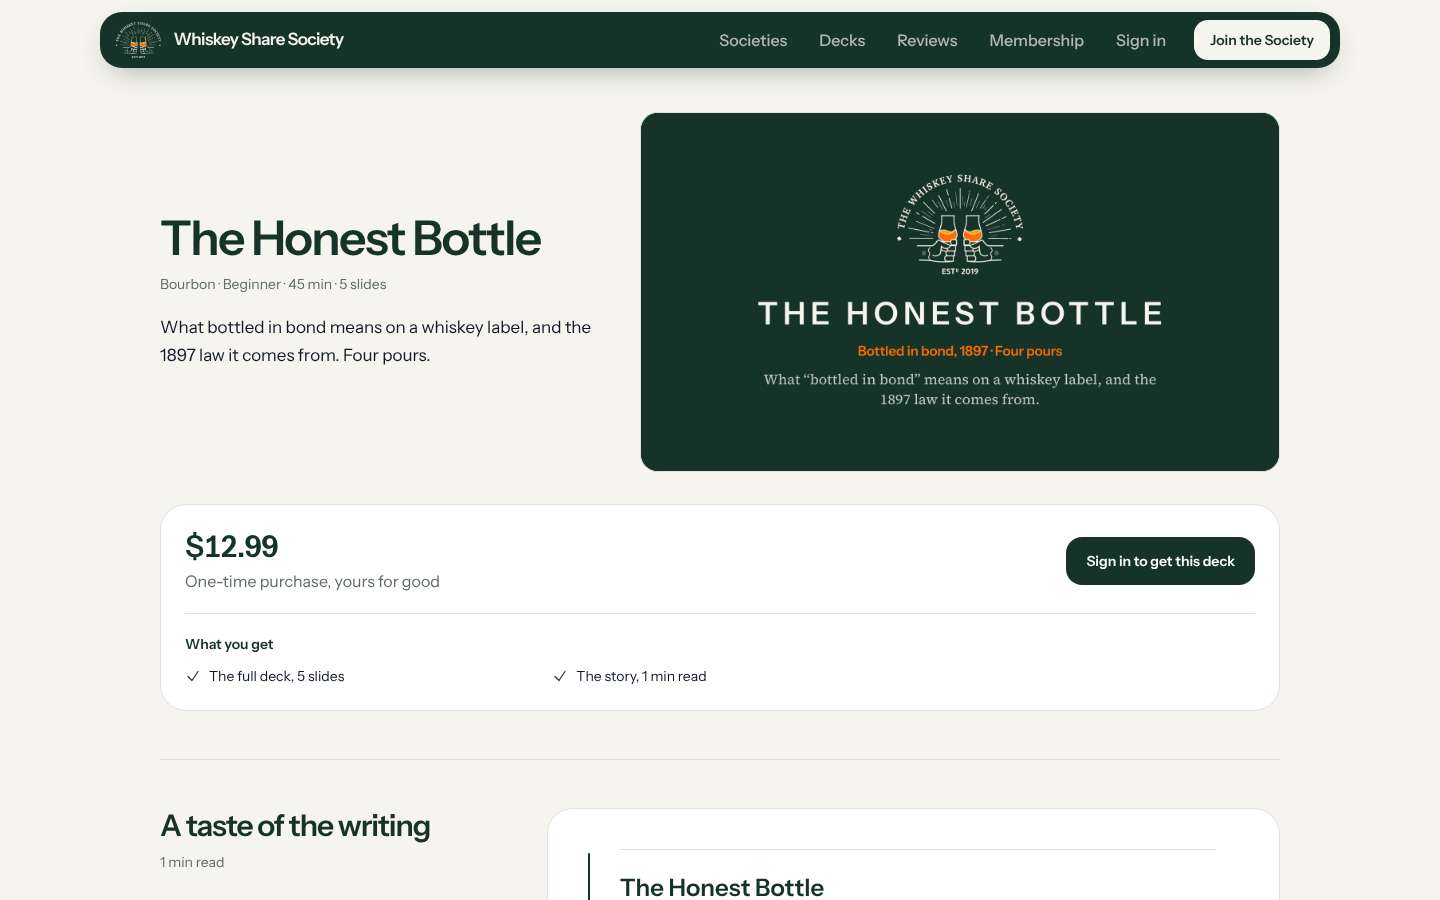 THE WHISKEY SHARE SOCIETY
Whiskey Share Society
Societies
Decks
Reviews
Membership
Sign in
Join the Society
The Honest Bottle
Bourbon · Beginner · 45 min · 5 slides
What bottled in bond means on a whiskey label, and the
1897 law it comes from. Four pours.
THE WHISKEY SHARE SOCIETY
ESTD 2019
THE HONEST BOTTLE
Bottled in bond, 1897 · Four pours
What “bottled in bond” means on a whiskey label, and the
1897 law it comes from.
$12.99
One-time purchase, yours for good
Sign in to get this deck
What you get
The full deck, 5 slides
The story, 1 min read
A taste of the writing
1 min read
The Honest Bottle